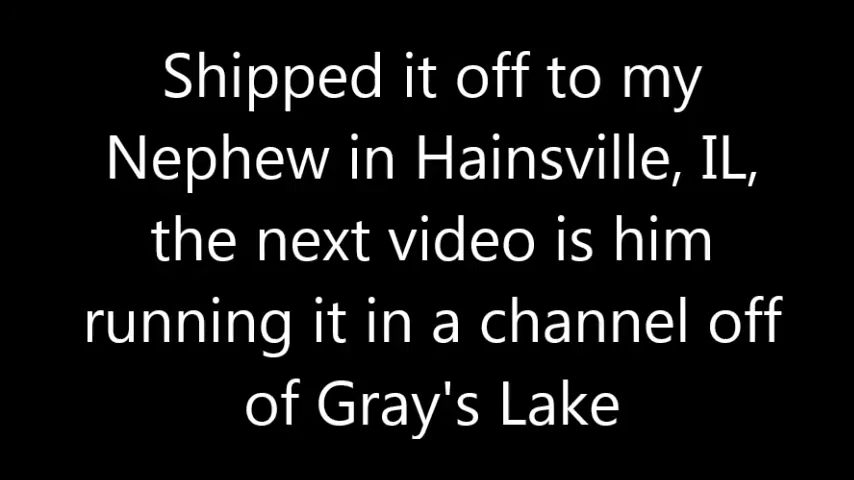 Shipped it off to my
Nephew in Hainsville, IL,
the next video is him
running it in a channel off
of Gray's Lake